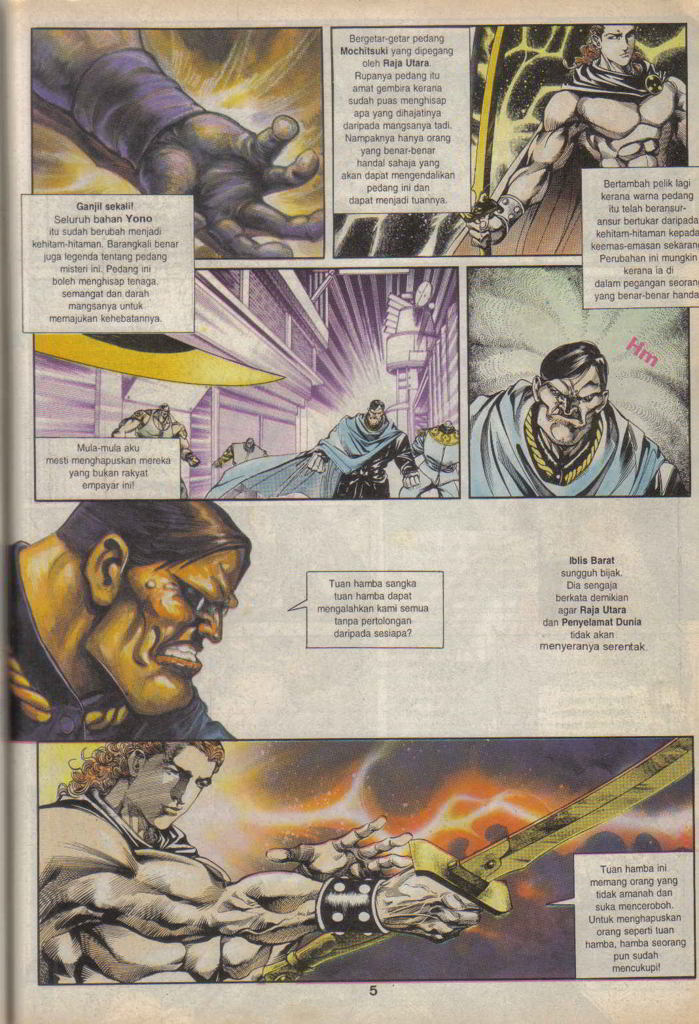 Ganjil sekali!
Seluruh bahan Yono
itu sudah berubah menjadi
kehitam-hitaman. Barangkali benar
juga legenda tentang pedang
misteri ini. Pedang ini
boleh menghisap tenaga,
semangat dan darah
mangsanya untuk
memajukan kehebatannya.
Bergetar-getar pedang
Mochitsuki yang dipegang
oleh Raja Utara.
Rupanya pedang itu
amat gembira kerana
sudah puas menghisap
apa yang dihajatinya
daripada mangsanya tadi.
Nampaknya hanya orang
yang benar-benar
handal sahaja yang
akan dapat mengendalikan
pedang ini dan
dapat menjadi tuannya.
Bertambah pelik lagi
kerana warna pedang
itu telah beransur-
ansur bertukar daripada
kehitam-hitaman kepada
keemas-emasan sekaran
Perubahan ini mungkin
kerana ia di
dalam pegangan seoran
yang benar-benar handa
Mula-mula aku
mesti menghapuskan mereka
yang bukan rakyat
empayar ini!
Hm
Tuan hamba sangka
tuan hamba dapat
mengalahkan kami semua
tanpa pertolongan
daripada sesiapa?
Iblis Barat
sungguh bijak.
Dia sengaja
berkata demikian
agar Raja Utara
dan Penyelamat Dunia
tidak akan
menyeranya serentak.
Tuan hamba ini
memang orang yang
tidak amanah dan
suka menceroboh.
Untuk menghapuskan
orang seperti tuan
hamba, hamba seorang
pun sudah
mencukupi!
5